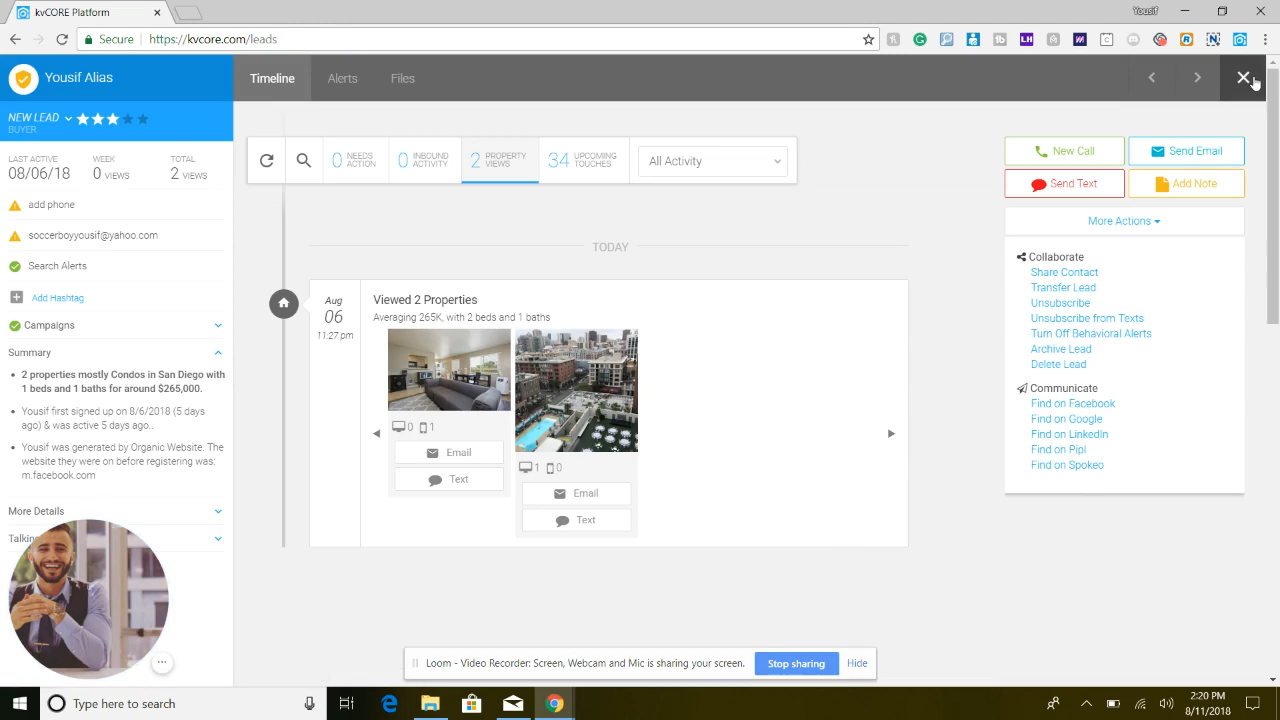 kvCORE Platform
Yousif
Secure
https://kvcore.com/leads
Yousif Alias
Timeline
Alerts
Files
NEW LEAD
BUYER
LAST ACTIVE
08/06/18
WEEK
0 VIEWS
TOTAL
2 VIEWS
add phone
soccerboyyousif@yahoo.com
Search Alerts
Add Hashtag
Campaigns
Summary
2 properties mostly Condos in San Diego with
1 beds and 1 baths for around $265,000.
Yousif first signed up on 8/6/2018 (5 days
ago) & was active 5 days ago..
Yousif was generated by Organic Website. The
website they were on before registering was:
m.facebook.com
More Details
0 NEEDS ACTION
0 INBOUND ACTIVITY
2 PROPERTY VIEWS
34 UPCOMING TOUCHES
All Activity
TODAY
Aug
06
11:27 pm
Viewed 2 Properties
Averaging 265K, with 2 beds and 1 baths
0 1
Email
Text
1 0
Email
Text
New Call
Send Email
Send Text
Add Note
More Actions
Collaborate
Share Contact
Transfer Lead
Unsubscribe
Unsubscribe from Texts
Turn Off Behavioral Alerts
Archive Lead
Delete Lead
Communicate
Find on Facebook
Find on Google
Find on LinkedIn
Find on Pipl
Find on Spokeo
Loom - Video Recorder: Screen, Webcam and Mic is sharing your screen.
Stop sharing
Hide
Type here to search
2:20 PM
8/11/2018